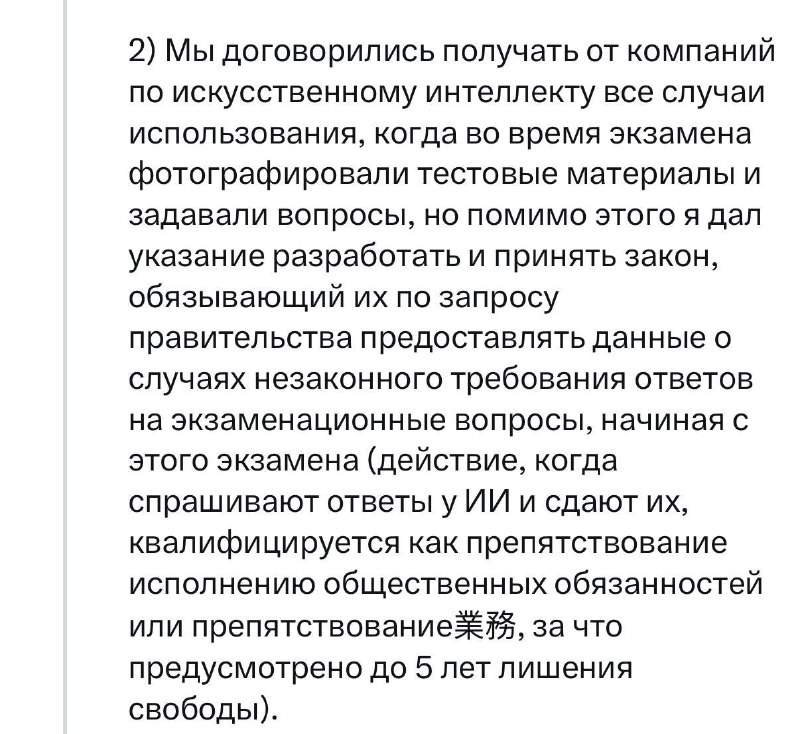 2) Мы договорились получать от компаний
по искусственному интеллекту все случаи
использования, когда во время экзамена
фотографировали тестовые материалы и
задавали вопросы, но помимо этого я дал
указание разработать и принять закон,
обязывающий их по запросу
правительства предоставлять данные о
случаях незаконного требования ответов
на экзаменационные вопросы, начиная с
этого экзамена (действие, когда
спрашивают ответы у ИИ и сдают их,
квалифицируется как препятствование
исполнению общественных обязанностей
или препятствование業務, за что
предусмотрено до 5 лет лишения
свободы).